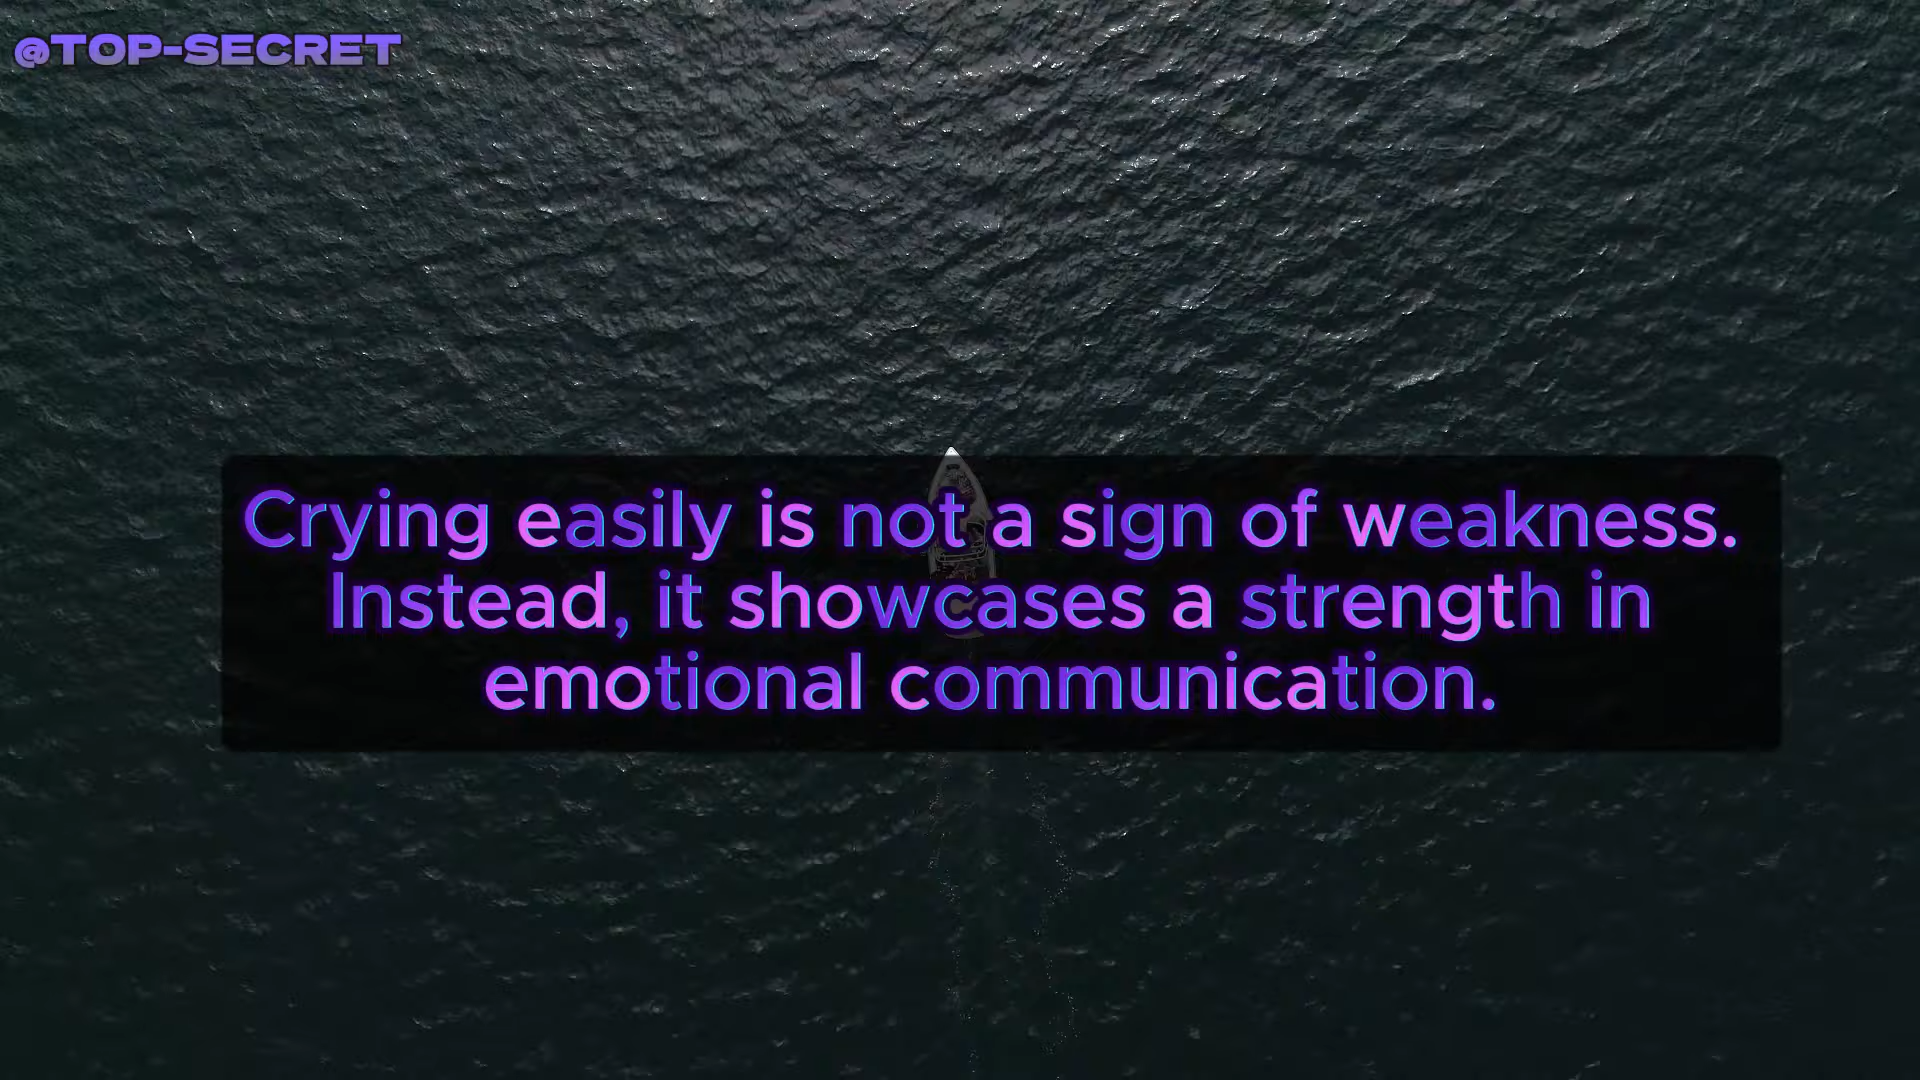 @TOP-SECRET
Crying easily is not a sign of weakness.
Instead, it showcases a strength in
emotional communication.